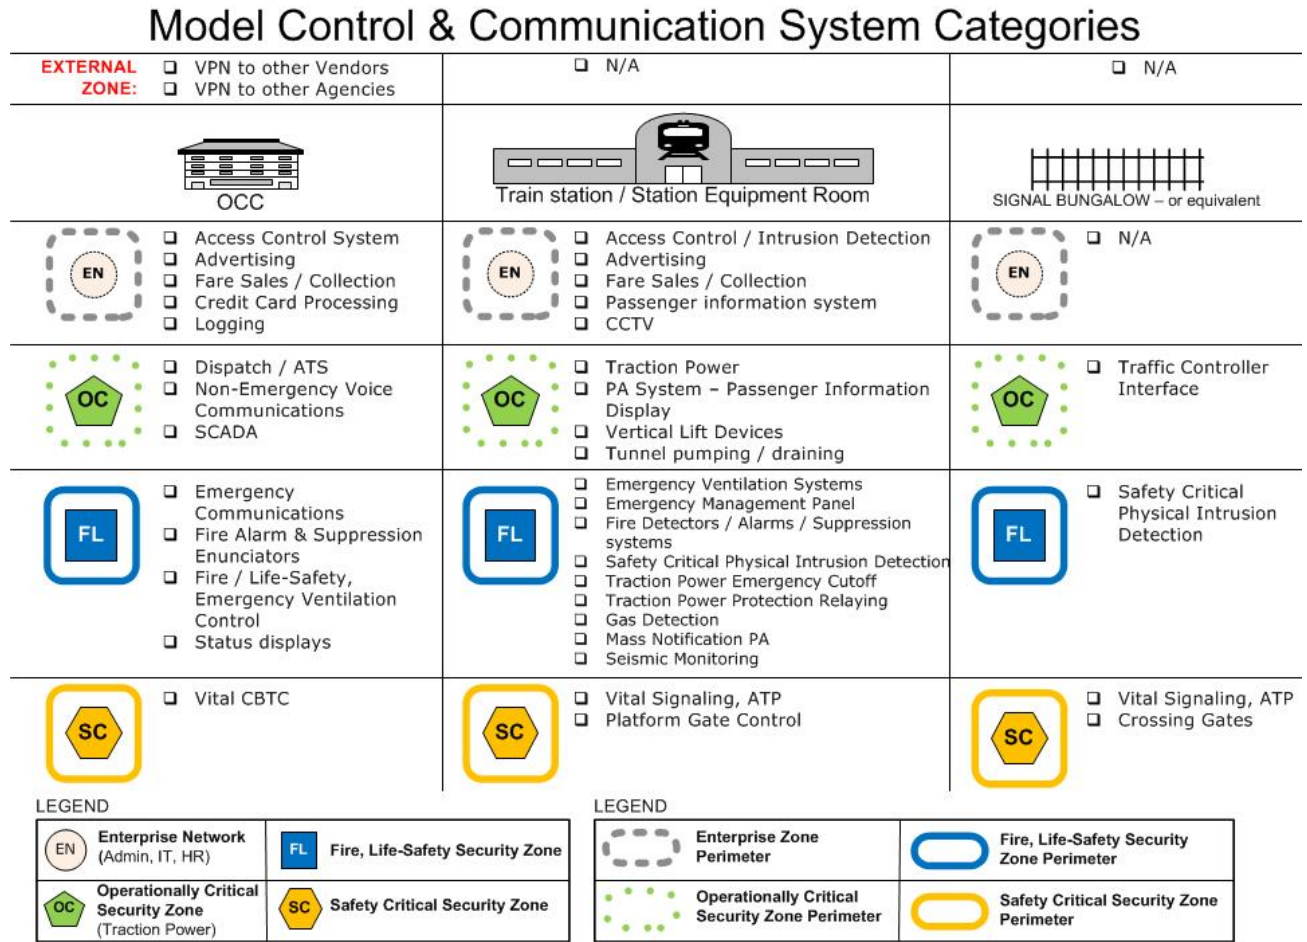 Model Control & Communication System Categories
EXTERNAL
ZONE:
❑ VPN to other Vendors
❑ VPN to other Agencies
❑ N/A
❑ N/A
OCC
Train station / Station Equipment Room
SIGNAL BUNGALOW – or equivalent
EN
❑ Access Control System
❑ Advertising
❑ Fare Sales / Collection
❑ Credit Card Processing
❑ Logging
EN
❑ Access Control / Intrusion Detection
❑ Advertising
❑ Fare Sales / Collection
❑ Passenger information system
❑ CCTV
EN
❑ N/A
OC
❑ Dispatch / ATS
❑ Non-Emergency Voice
Communications
❑ SCADA
OC
❑ Traction Power
❑ PA System – Passenger Information
Display
❑ Vertical Lift Devices
❑ Tunnel pumping / draining
OC
❑ Traffic Controller
Interface
FL
❑ Emergency
Communications
❑ Fire Alarm & Suppression
Enunciators
❑ Fire / Life-Safety,
Emergency Ventilation
Control
❑ Status displays
FL
❑ Emergency Ventilation Systems
❑ Emergency Management Panel
❑ Fire Detectors / Alarms / Suppression
systems
❑ Safety Critical Physical Intrusion Detection
❑ Traction Power Emergency Cutoff
❑ Traction Power Protection Relaying
❑ Gas Detection
❑ Mass Notification PA
❑ Seismic Monitoring
FL
❑ Safety Critical
Physical Intrusion
Detection
SC
❑ Vital CBTC
SC
❑ Vital Signaling, ATP
❑ Platform Gate Control
SC
❑ Vital Signaling, ATP
❑ Crossing Gates
LEGEND
EN
Enterprise Network
(Admin, IT, HR)
FL
Fire, Life-Safety Security Zone
OC
Operationally Critical
Security Zone
(Traction Power)
SC
Safety Critical Security Zone
LEGEND
Enterprise Zone
Perimeter
Fire, Life-Safety Security
Zone Perimeter
Operationally Critical
Security Zone Perimeter
Safety Critical Security Zone
Perimeter